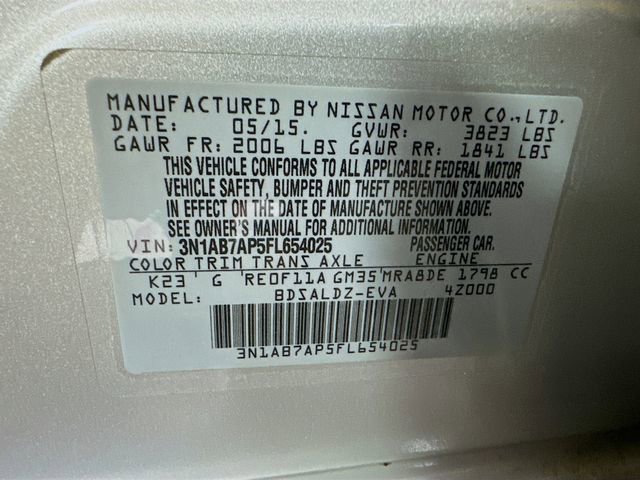 MANUFACTURED BY NISSAN MOTOR CO., LTD.
DATE: 05/15. GVWR: 3823 LBS
GAWR FR: 2006 LBS GAWR RR: 1841 LBS
THIS VEHICLE CONFORMS TO ALL APPLICABLE FEDERAL MOTOR
VEHICLE SAFETY, BUMPER AND THEFT PREVENTION STANDARDS
IN EFFECT ON THE DATE OF MANUFACTURE SHOWN ABOVE.
SEE OWNER'S MANUAL FOR ADDITIONAL INFORMATION.
VIN: 3N1AB7AP5FL654025 PASSENGER CAR.
COLOR TRIM TRANS AXLE ENGINE
K23 G RE0F11A GM35 MRA8DE 1798 CC
MODEL: BDSALDZ-EVA 42000
3N1AB7AP5FL654025